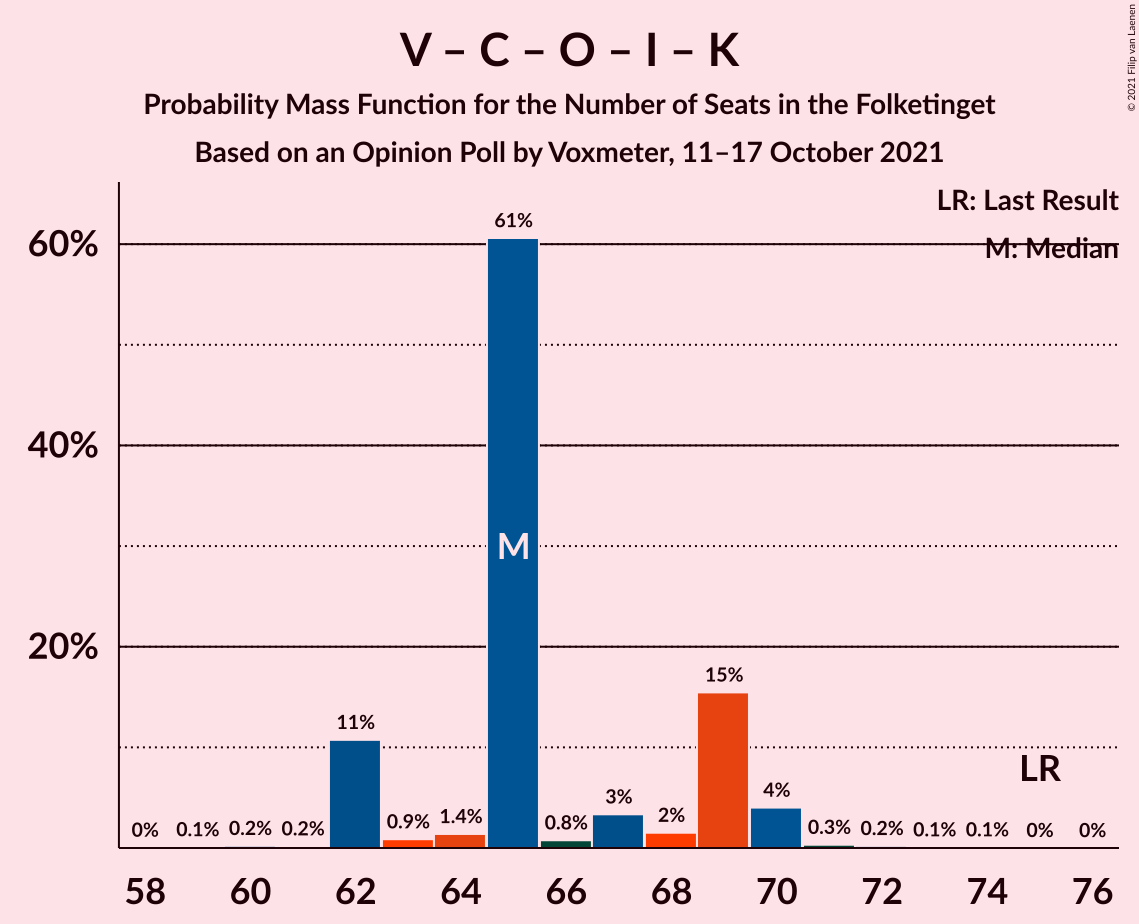 V – C – O – I – K
Probability Mass Function for the Number of Seats in the Folketinget
Based on an Opinion Poll by Voxmeter, 11–17 October 2021
© 2021 Filip van Laenen
LR: Last Result
M: Median
60%
40%
20%
0% 0.1% 0.2% 0.2% 11% 0.9% 1.4% 61% 0.8% 3% 2% 15% 4% 0.3% 0.2% 0.1% 0.1% 0% 0%
M
LR
58 60 62 64 66 68 70 72 74 76